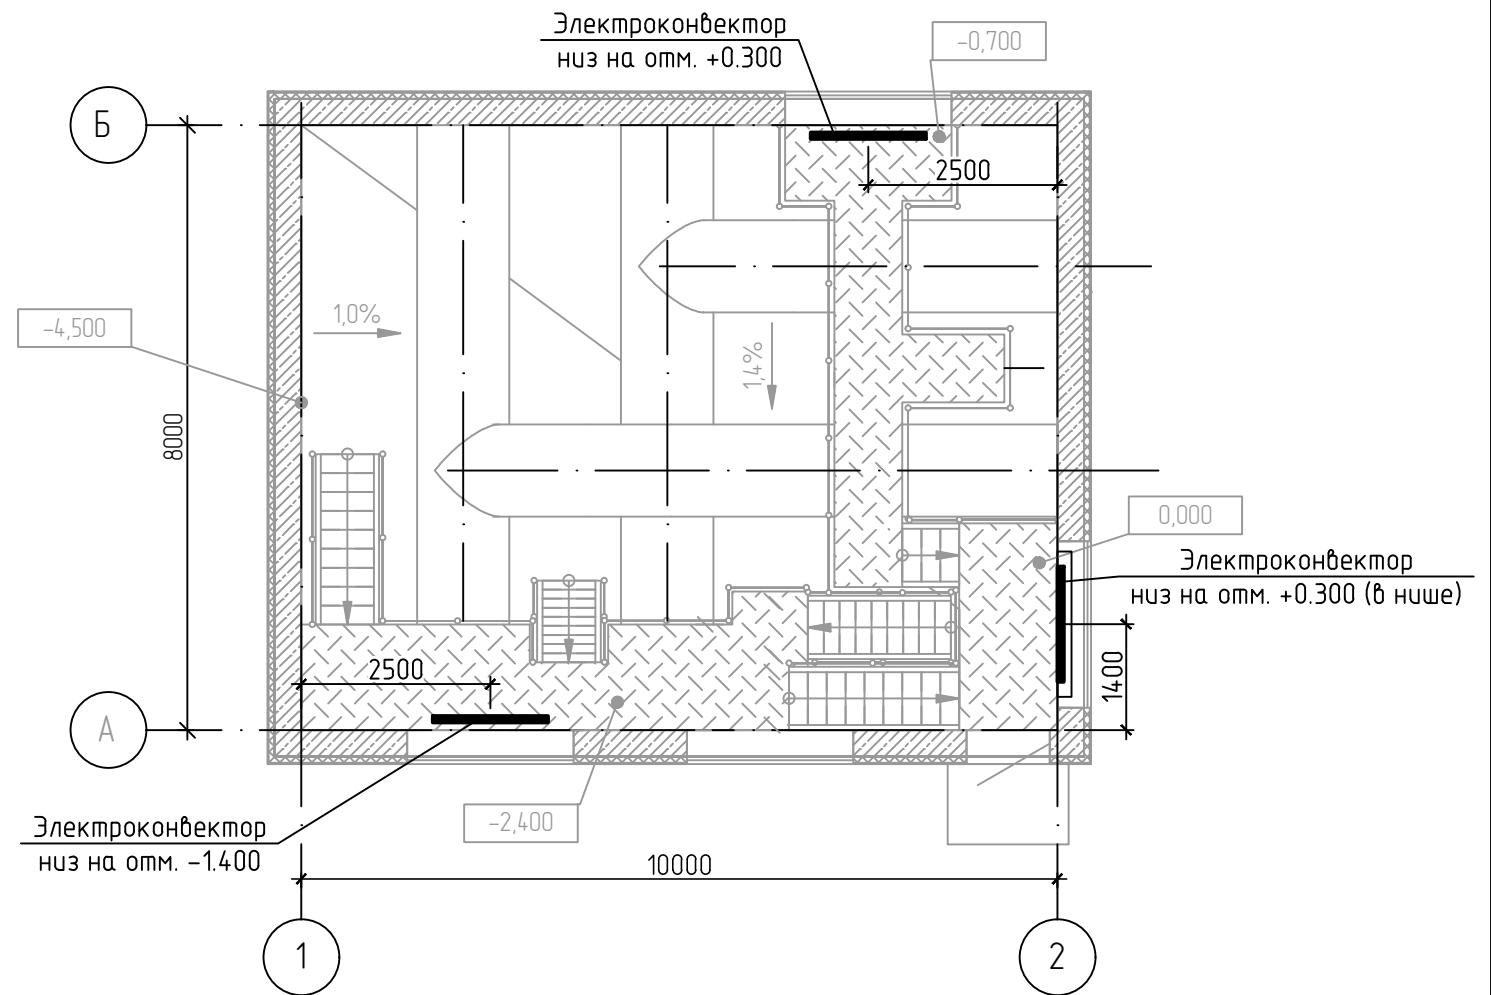 Электроконвектор
низ на отм. +0.300
-0,700
Б
2500
-4,500
1,0%
1,4%
8000
0,000
Электроконвектор
низ на отм. +0.300 (в нише)
2500
1400
А
-2,400
Электроконвектор
низ на отм. -1.400
10000
1
2